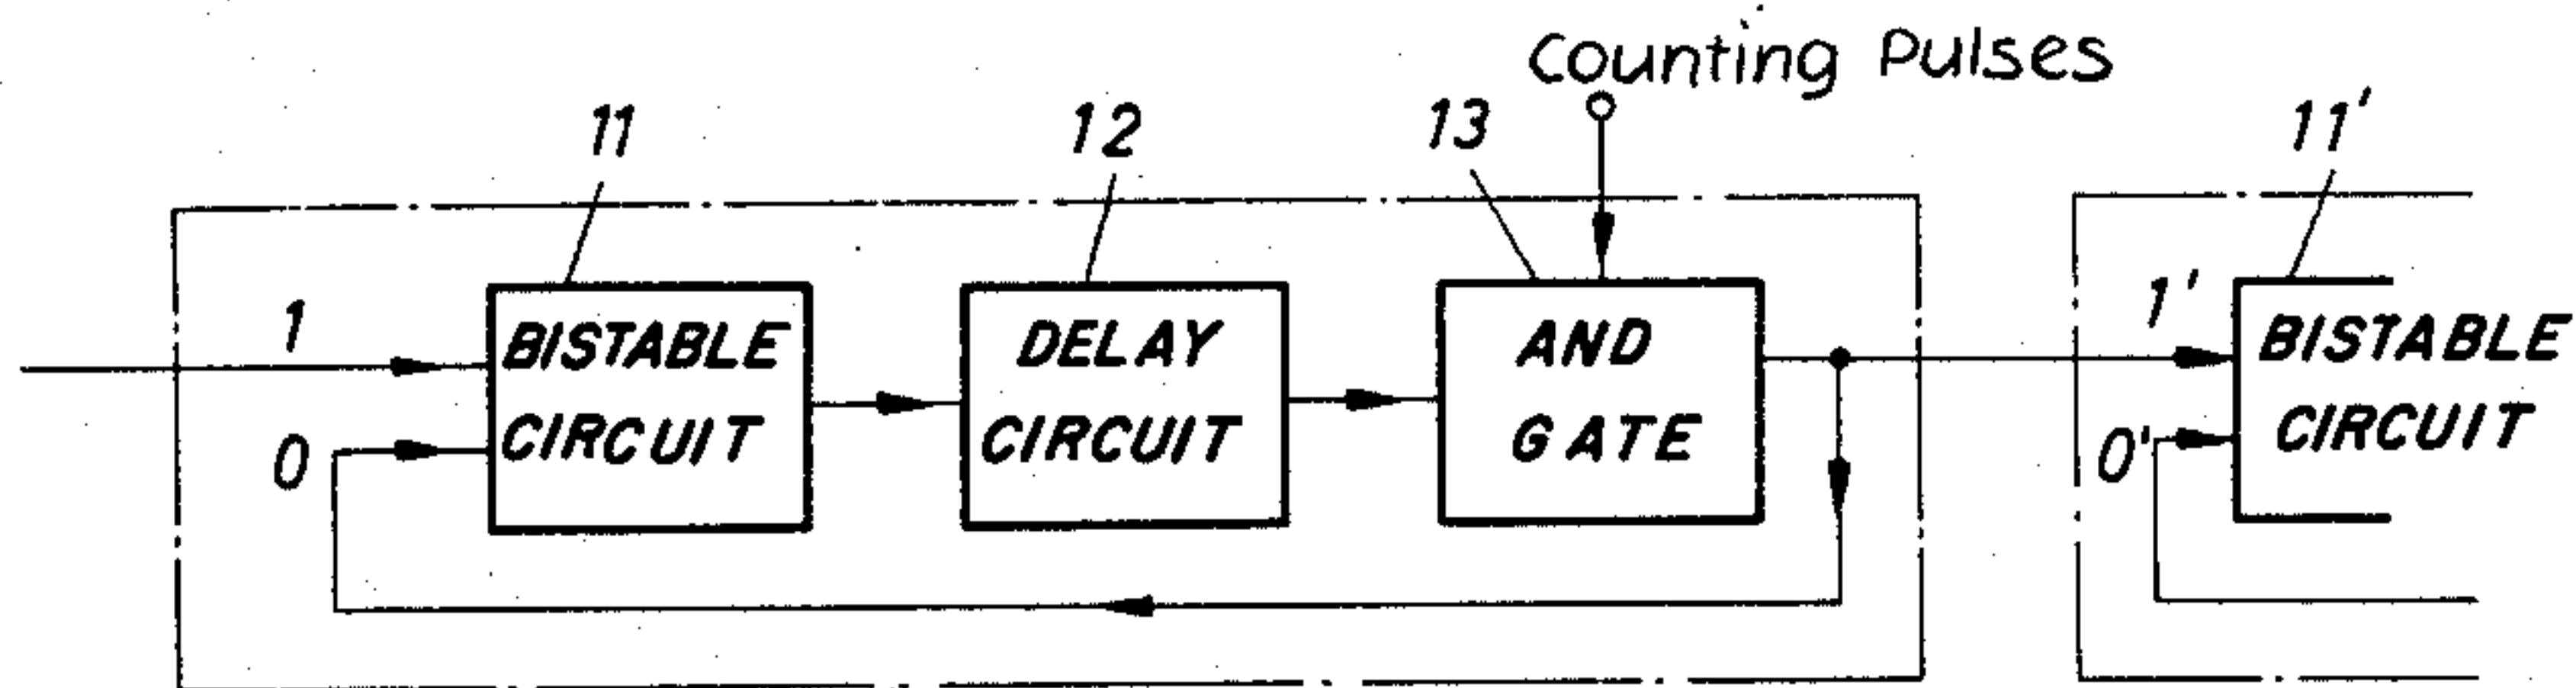 Counting Pulses
11
12
13
11'
1
BISTABLE
CIRCUIT
0
DELAY
CIRCUIT
AND
GATE
1'
0'
BISTABLE
CIRCUIT